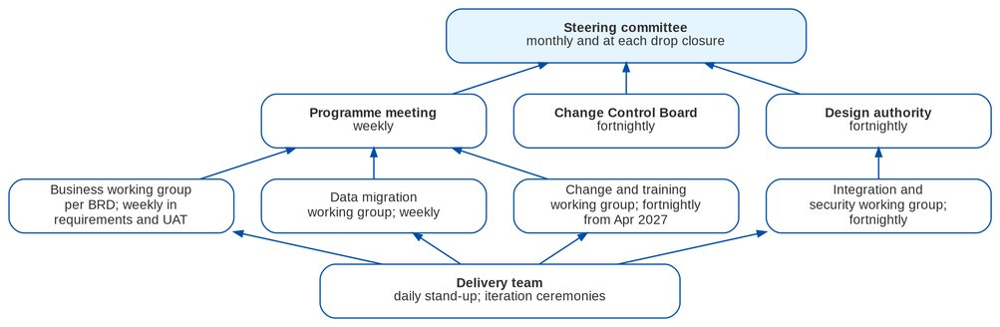 Steering committee
monthly and at each drop closure
Programme meeting
weekly
Change Control Board
fortnightly
Design authority
fortnightly
Business working group
per BRD; weekly in
requirements and UAT
Data migration
working group; weekly
Change and training
working group; fortnightly
from Apr 2027
Integration and
security working group;
fortnightly
Delivery team
daily stand-up; iteration ceremonies